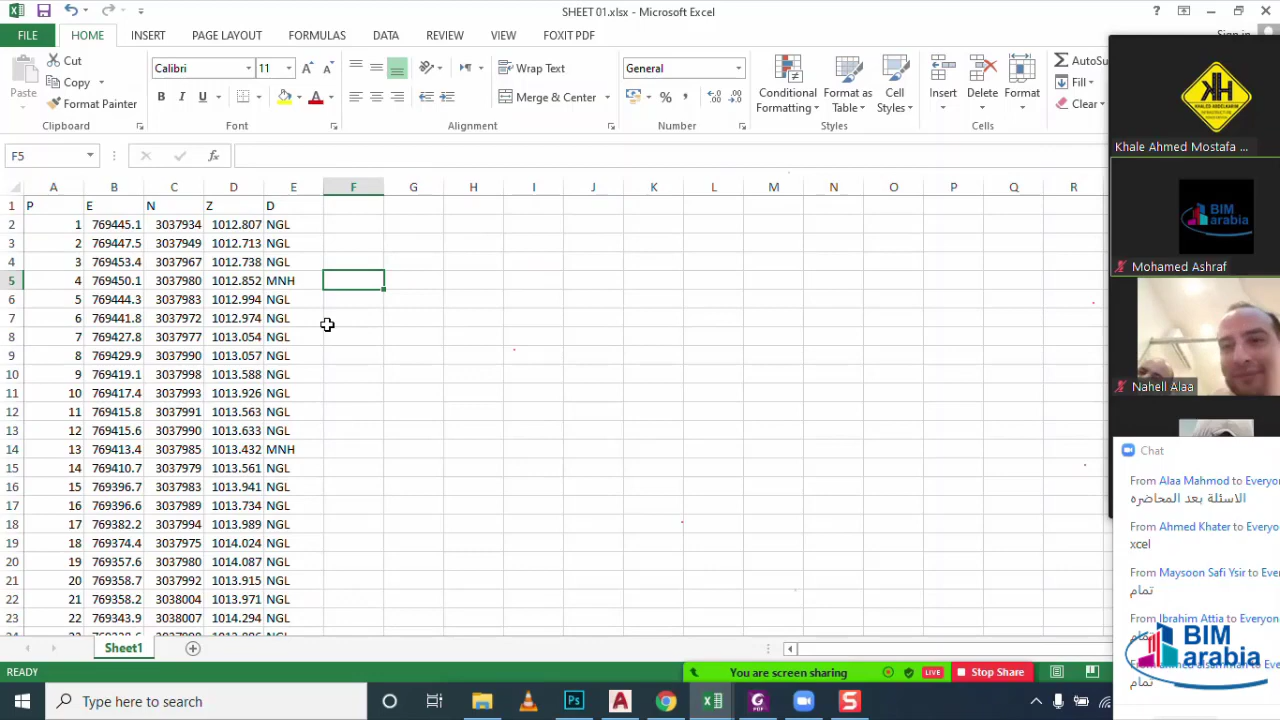 SHEET 01.xlsx - Microsoft Excel
FILE HOME INSERT PAGE LAYOUT FORMULAS DATA REVIEW VIEW FOXIT PDF
Cut
Copy
Format Painter
Paste
Clipboard
Calibri 11
B I U
Font
Wrap Text
Merge & Center
Alignment
General
Number
Conditional Formatting
Format as Table
Cell Styles
Styles
Insert Delete Format
Cells
AutoSu
Fill
Clear
F5
A B C D E F G H I J K L M N O P Q R
1 P E N Z D
2 1 769445.1 3037934 1012.807 NGL
3 2 769447.5 3037949 1012.713 NGL
4 3 769453.4 3037967 1012.738 NGL
5 4 769450.1 3037980 1012.852 MNH
6 5 769444.3 3037983 1012.994 NGL
7 6 769441.8 3037972 1012.974 NGL
8 7 769427.8 3037977 1013.054 NGL
9 8 769429.9 3037990 1013.057 NGL
10 9 769419.1 3037998 1013.588 NGL
11 10 769417.4 3037993 1013.926 NGL
12 11 769415.8 3037991 1013.563 NGL
13 12 769415.6 3037990 1013.633 NGL
14 13 769413.4 3037985 1013.432 MNH
15 14 769410.7 3037979 1013.561 NGL
16 15 769396.7 3037983 1013.941 NGL
17 16 769396.6 3037989 1013.734 NGL
18 17 769382.2 3037994 1013.989 NGL
19 18 769374.4 3037975 1014.024 NGL
20 19 769357.6 3037980 1014.087 NGL
21 20 769358.7 3037992 1013.915 NGL
22 21 769358.2 3038004 1013.971 NGL
23 22 769343.9 3038007 1014.294 NGL
Sheet1
READY
You are screen sharing
LIVE
Stop Share
Type here to search
KH
KHALED ABDELKARIM
Khale Ahmed Mostafa ...
BIM
arabia
Mohamed Ashraf
Nahell Alaa
Chat
From Alaa Mahmod to Everyon
الاسئلة بعد المحاضره
From Ahmed Khater to Everyo
xcel
From Maysoon Safi Ysir to Eve
تمام
From Ibrahim Attia to Everyon
تمام
BIM
arabia